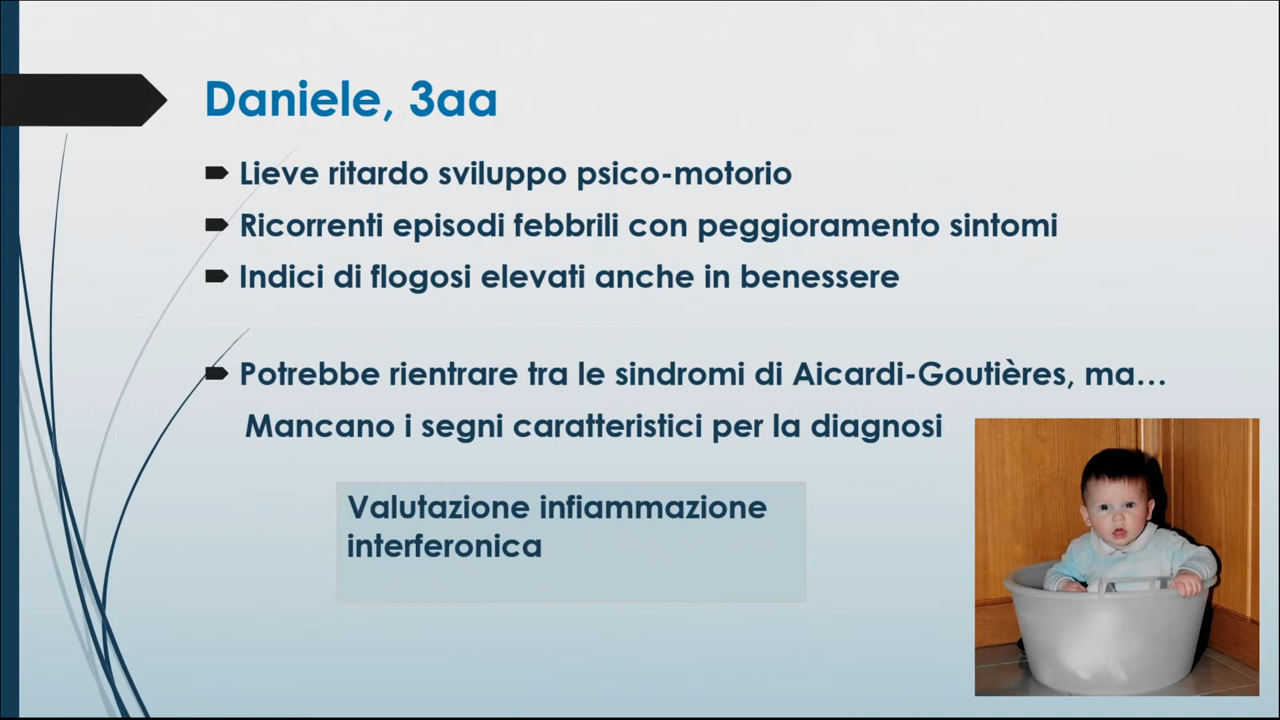 Daniele, 3aa
Lieve ritardo sviluppo psico-motorio
Ricorrenti episodi febbrili con peggioramento sintomi
Indici di flogosi elevati anche in benessere
Potrebbe rientrare tra le sindromi di Aicardi-Goutières, ma…
Mancano i segni caratteristici per la diagnosi
Valutazione infiammazione
interferonica